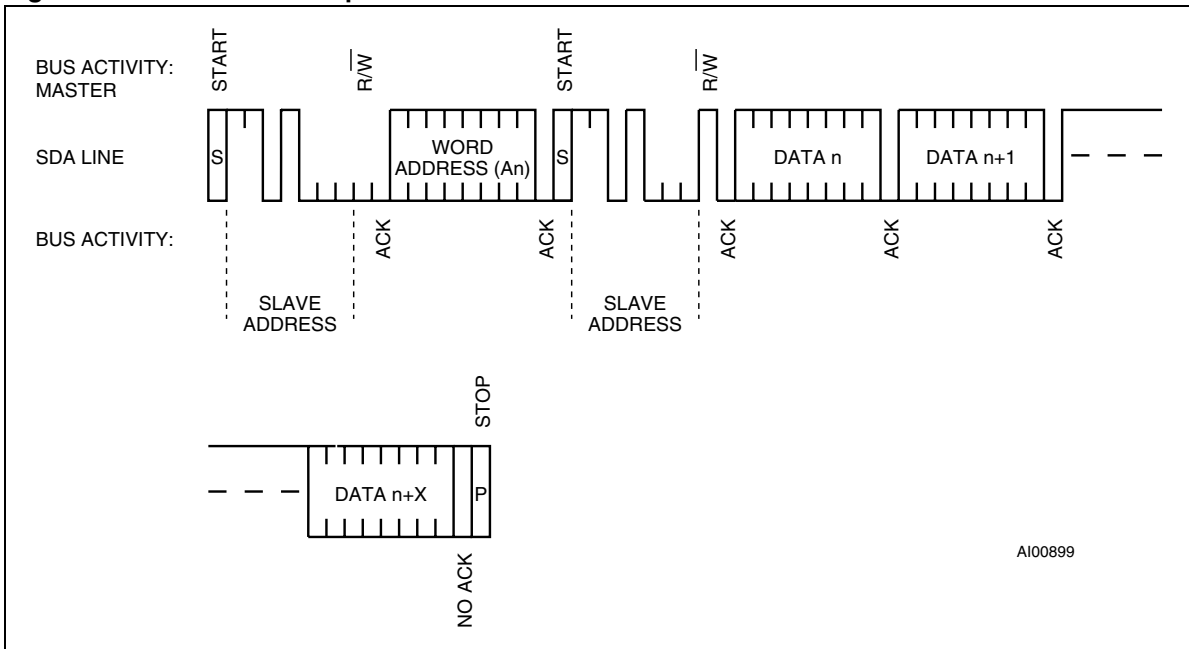 START
R/W
START
R/W
BUS ACTIVITY:
MASTER
SDA LINE
S
WORD
ADDRESS (An)
S
DATA n
DATA n+1
BUS ACTIVITY:
ACK
ACK
ACK
ACK
ACK
SLAVE
ADDRESS
SLAVE
ADDRESS
STOP
DATA n+X
P
NO ACK
AI00899